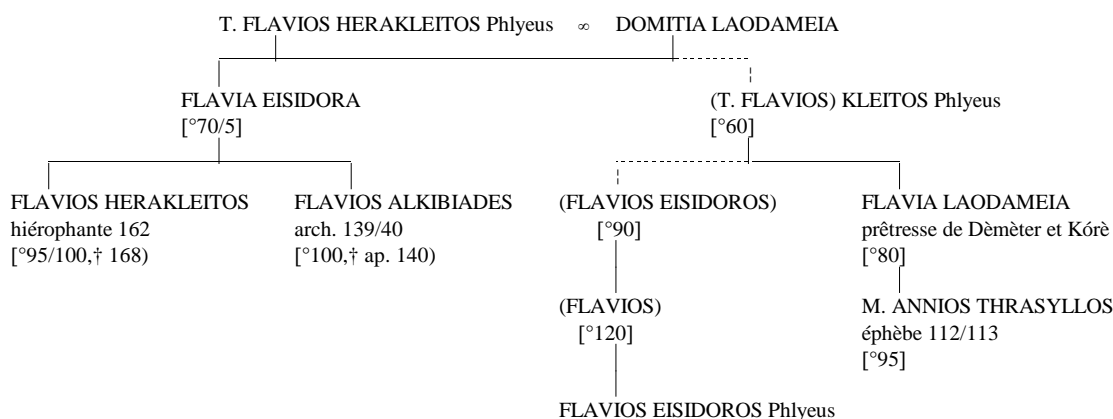 T. FLAVIOS HERAKLEITOS Phlyeus ∞ DOMITIA LAODAMEIA
FLAVIA EISIDORA
[°70/5]
(T. FLAVIOS) KLEITOS Phlyeus
[°60]
FLAVIOS HERAKLEITOS
hiérophante 162
[°95/100,† 168)
FLAVIOS ALKIBIADES
arch. 139/40
[°100,† ap. 140)
(FLAVIOS EISIDOROS)
[°90]
FLAVIA LAODAMEIA
prêtresse de Dèmèter et Kórè
[°80]
(FLAVIOS)
[°120]
M. ANNIOS THRASYLLOS
éphèbe 112/113
[°95]
FLAVIOS EISIDOROS Phlyeus